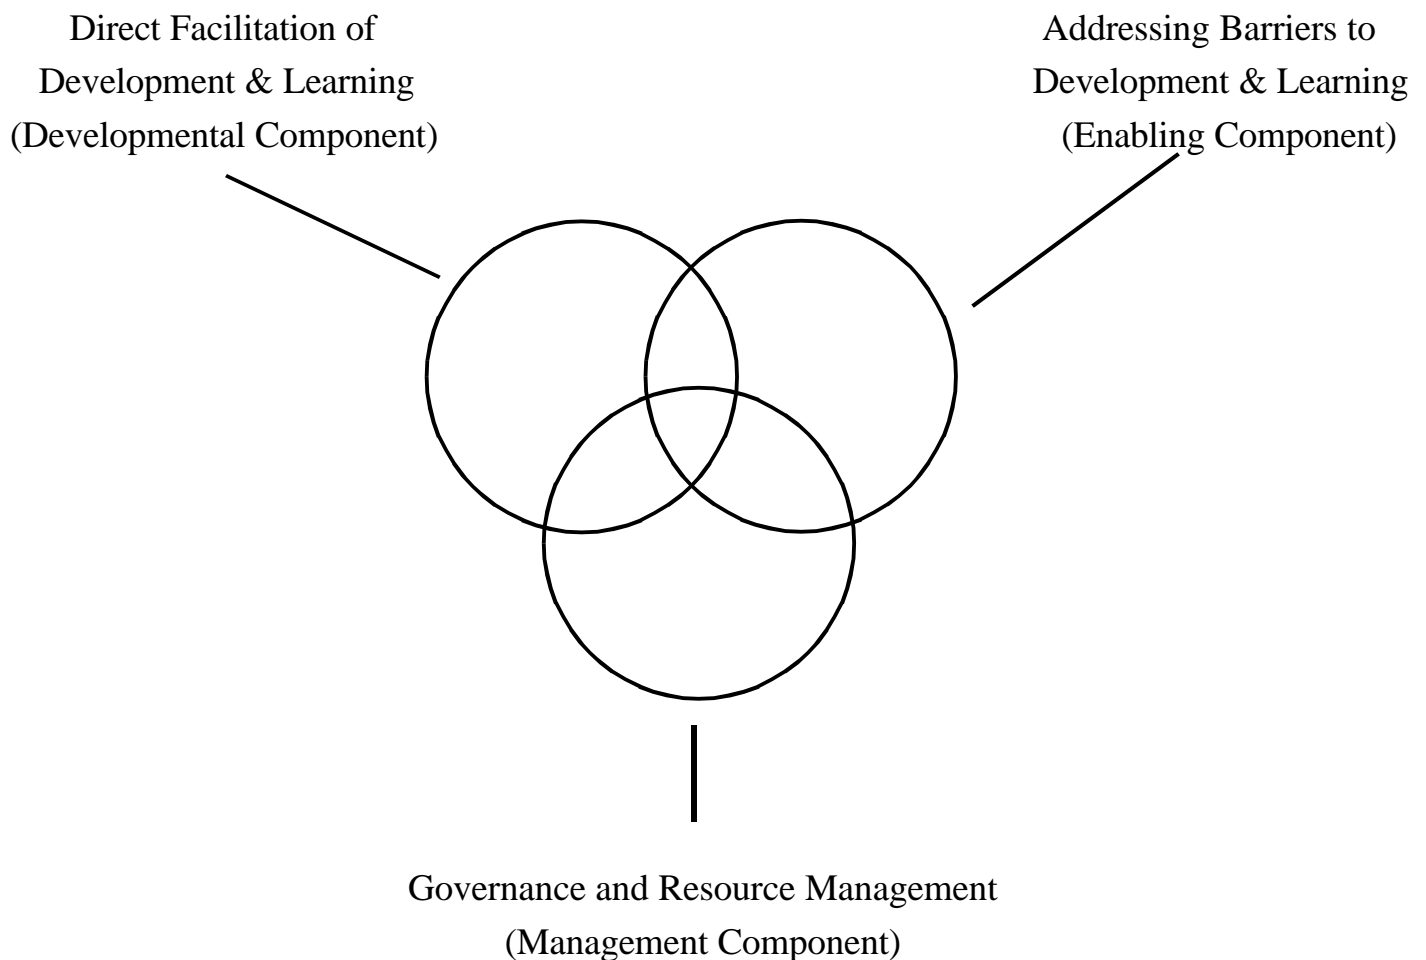 Direct Facilitation of
Development & Learning
(Developmental Component)
Addressing Barriers to
Development & Learning
(Enabling Component)
Governance and Resource Management
(Management Component)